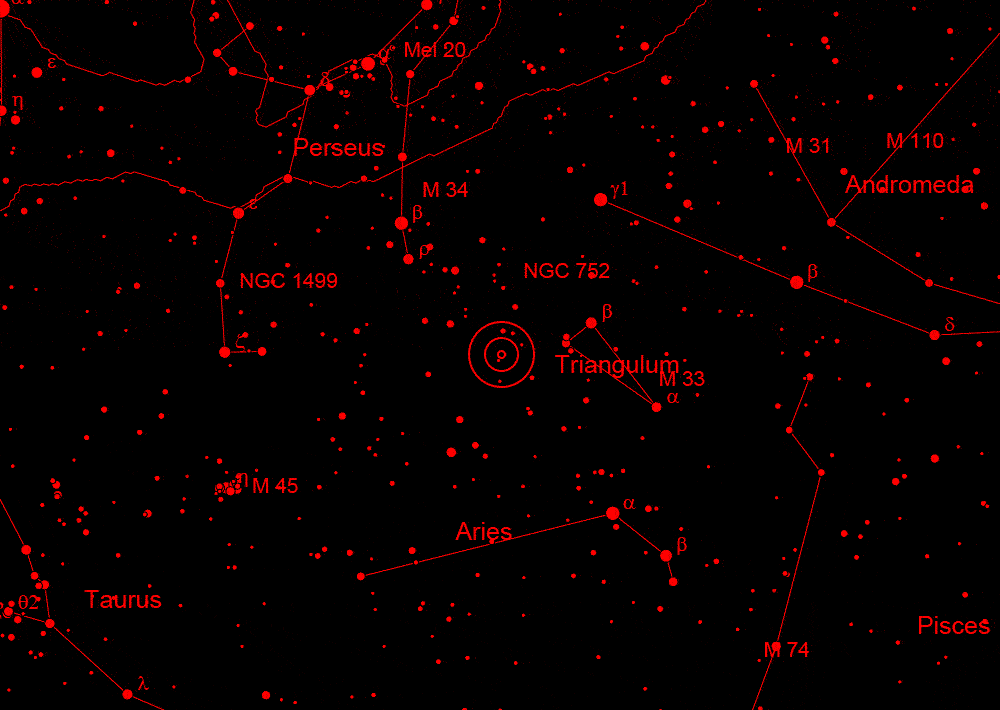 α
ε
Mel 20
α
δ
η
M 31
M 110
Perseus
Andromeda
M 34
γ1
ε
β
ρ
NGC 752
β
NGC 1499
β
δ
ζ
Triangulum
M 33
α
η
M 45
α
Aries
β
Taurus
θ2
Pisces
M 74
λ